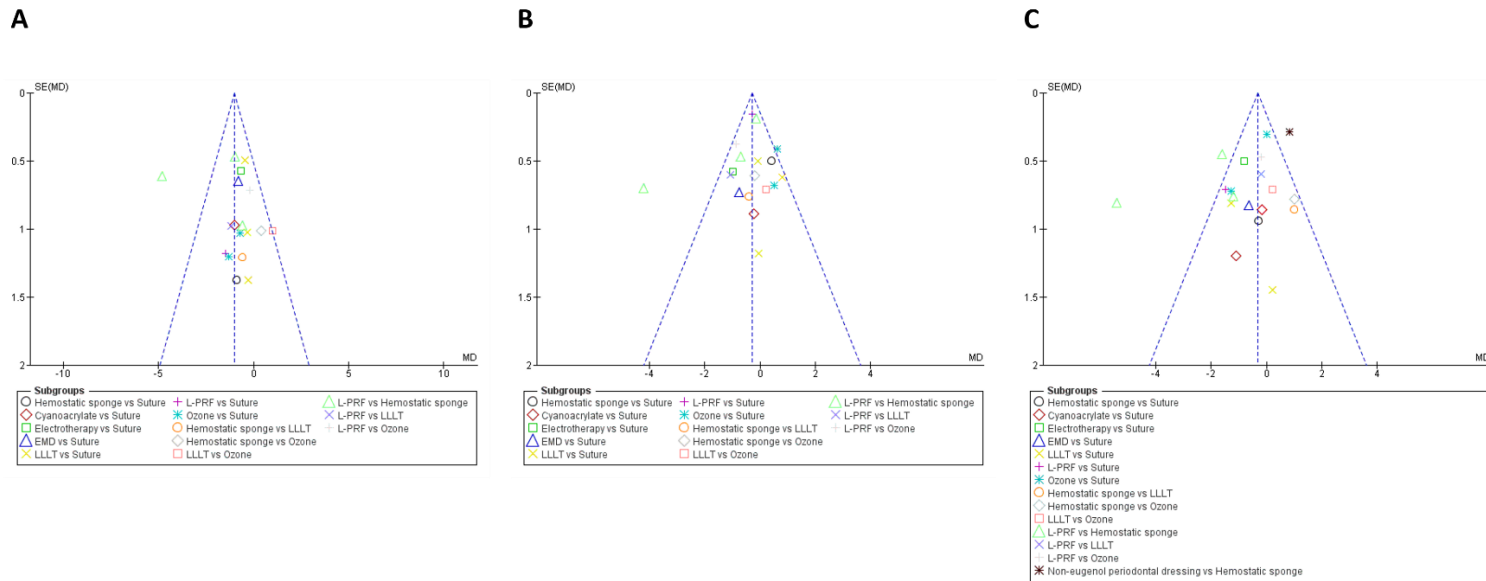 A
B
C
SE(MD)
0
0.5
1
1.5
2
-10
-5
0
5
10
MD
Subgroups
Hemostatic sponge vs Suture
Cyanoacrylate vs Suture
Electrotherapy vs Suture
EMD vs Suture
LLLT vs Suture
L-PRF vs Suture
Ozone vs Suture
Hemostatic sponge vs LLLT
Hemostatic sponge vs Ozone
LLLT vs Ozone
L-PRF vs Hemostatic sponge
L-PRF vs LLLT
L-PRF vs Ozone
SE(MD)
0
0.5
1
1.5
2
-4
-2
0
2
4
MD
Subgroups
Hemostatic sponge vs Suture
Cyanoacrylate vs Suture
Electrotherapy vs Suture
EMD vs Suture
LLLT vs Suture
L-PRF vs Suture
Ozone vs Suture
Hemostatic sponge vs LLLT
Hemostatic sponge vs Ozone
LLLT vs Ozone
L-PRF vs Hemostatic sponge
L-PRF vs LLLT
L-PRF vs Ozone
SE(MD)
0
0.5
1
1.5
2
-4
-2
0
2
4
MD
Subgroups
Hemostatic sponge vs Suture
Cyanoacrylate vs Suture
Electrotherapy vs Suture
EMD vs Suture
LLLT vs Suture
L-PRF vs Suture
Ozone vs Suture
Hemostatic sponge vs LLLT
Hemostatic sponge vs Ozone
LLLT vs Ozone
L-PRF vs Hemostatic sponge
L-PRF vs LLLT
L-PRF vs Ozone
Non-eugenol periodontal dressing vs Hemostatic sponge